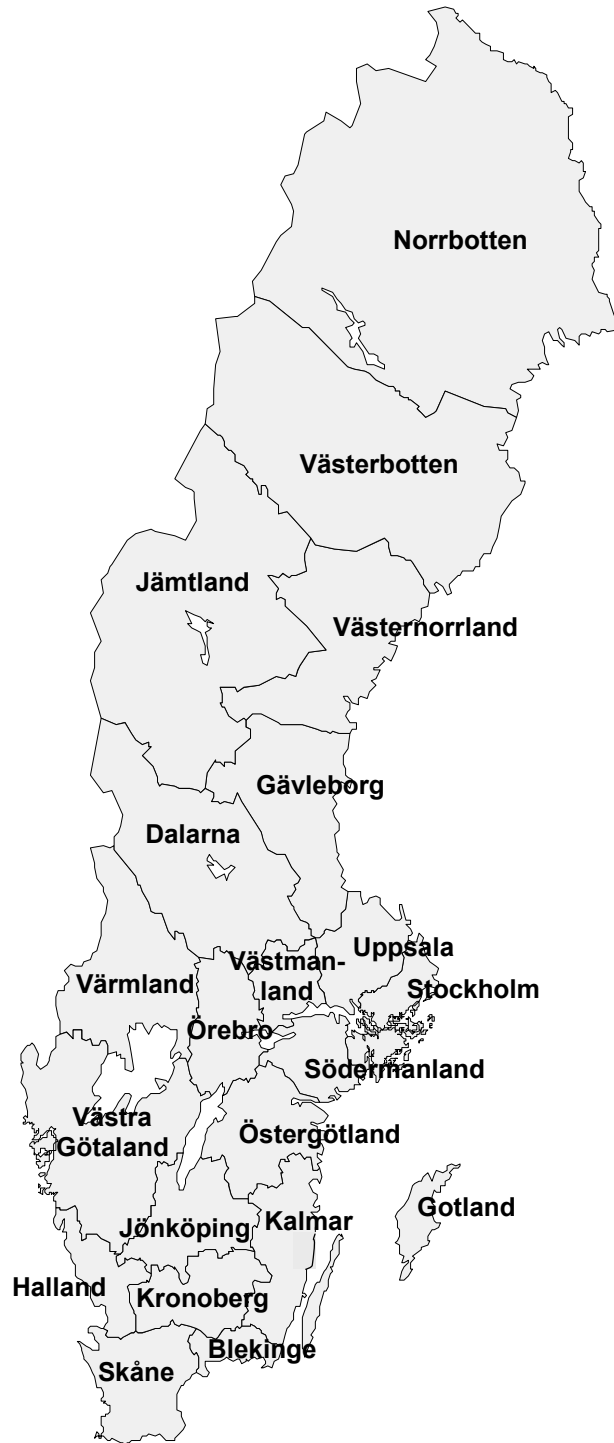 Norrbotten
Västerbotten
Jämtland
Västernorrland
Gävleborg
Dalarna
Uppsala
Västman-
land
Värmland
Stockholm
Örebro
Södermanland
Västra
Götaland
Östergötland
Gotland
Kalmar
Jönköping
Halland
Kronoberg
Blekinge
Skåne